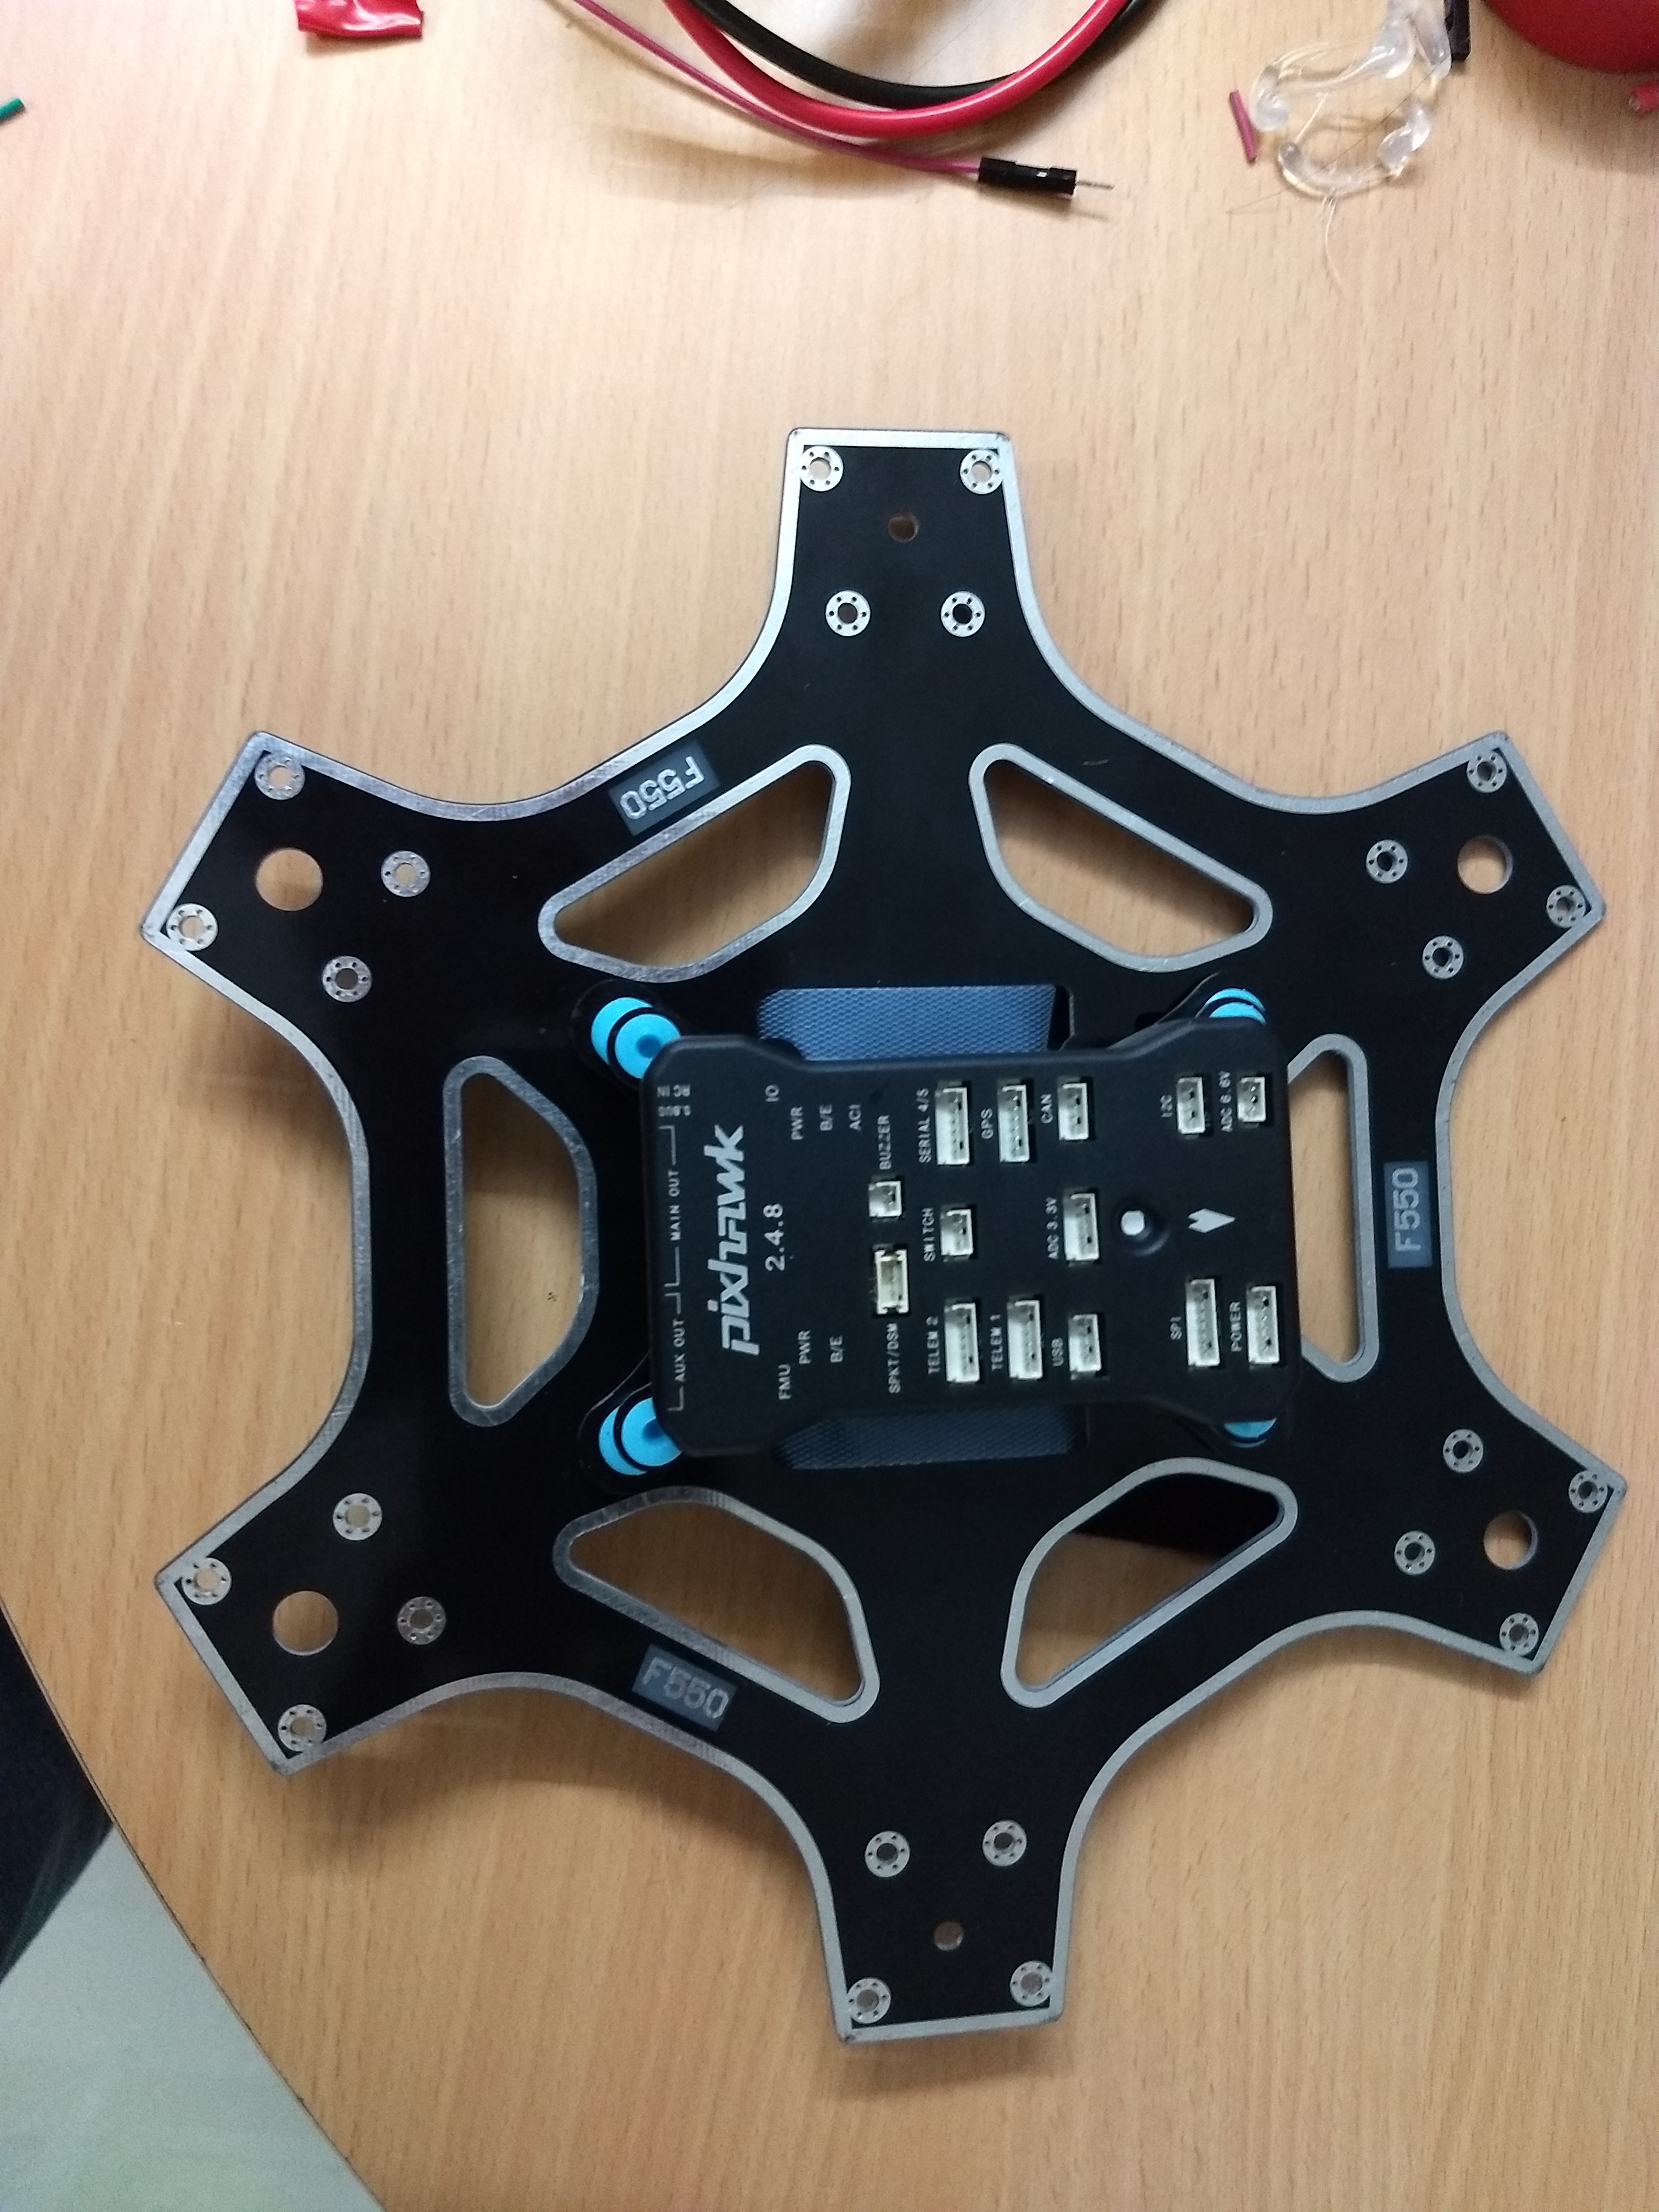 F550
RC IN
S.BUS
MAIN OUT
AUX OUT
pixhawk
2.4.8
IO
PWR
B/E
ACT
FMU
PWR
B/E
BUZZER
SPKT/DSM
SERIAL 4/5
SWITCH
TELEM 2
GPS
TELEM 1
CAN
ADC 3.3V
USB
I2C
SPI
ADC 6.6V
POWER
F550
F550